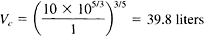 V_c = (10 × 10^{5/3} / 1)^{3/5} = 39.8 liters